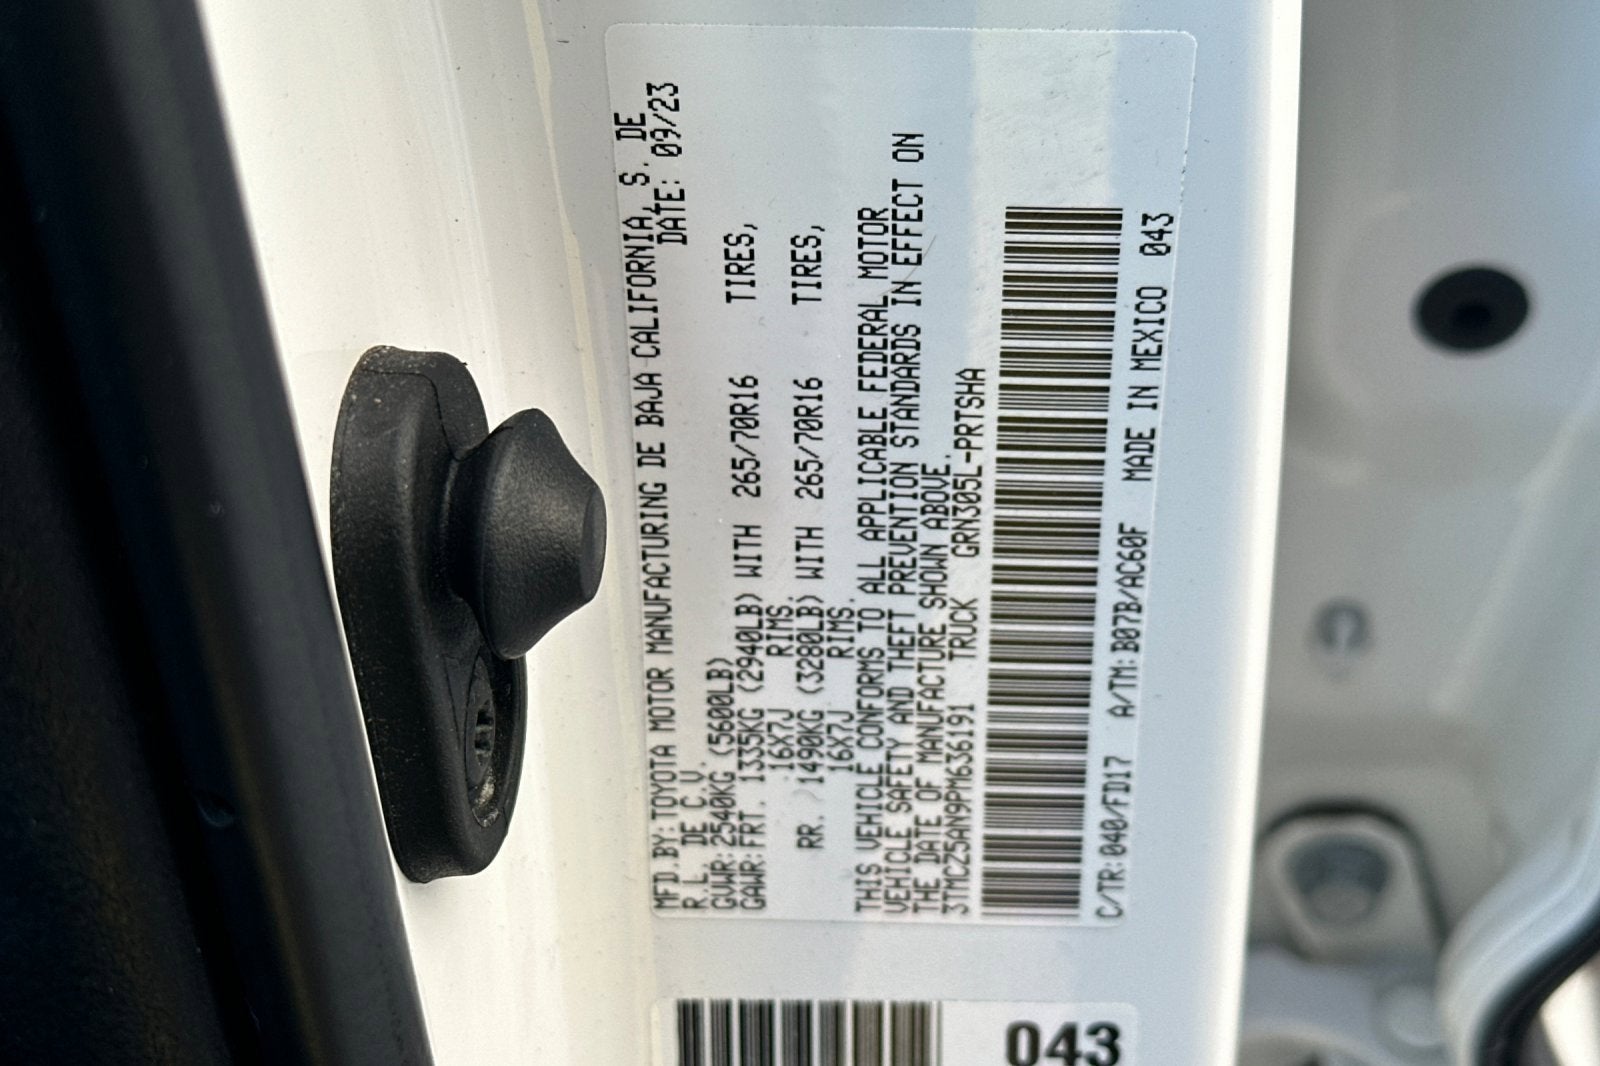 MFD.BY:TOYOTA MOTOR MANUFACTURING DE BAJA CALIFORNIA, S. DE
R.L. DE C.V. DATE: 09/23
GVWR:2540KG (5600LB)
GAWR:FRT. 1335KG (2940LB) WITH 265/70R16 TIRES,
16X7J RIMS.
RR. 1490KG (3280LB) WITH 265/70R16 TIRES,
16X7J RIMS.
THIS VEHICLE CONFORMS TO ALL APPLICABLE FEDERAL MOTOR
VEHICLE SAFETY AND THEFT PREVENTION STANDARDS IN EFFECT ON
THE DATE OF MANUFACTURE SHOWN ABOVE.
3TMCZ5AN9PM636191 TRUCK GRN305L-PRTSHA
C/TR:040/FD17 A/TM:B07B/AC60F MADE IN MEXICO 043
043